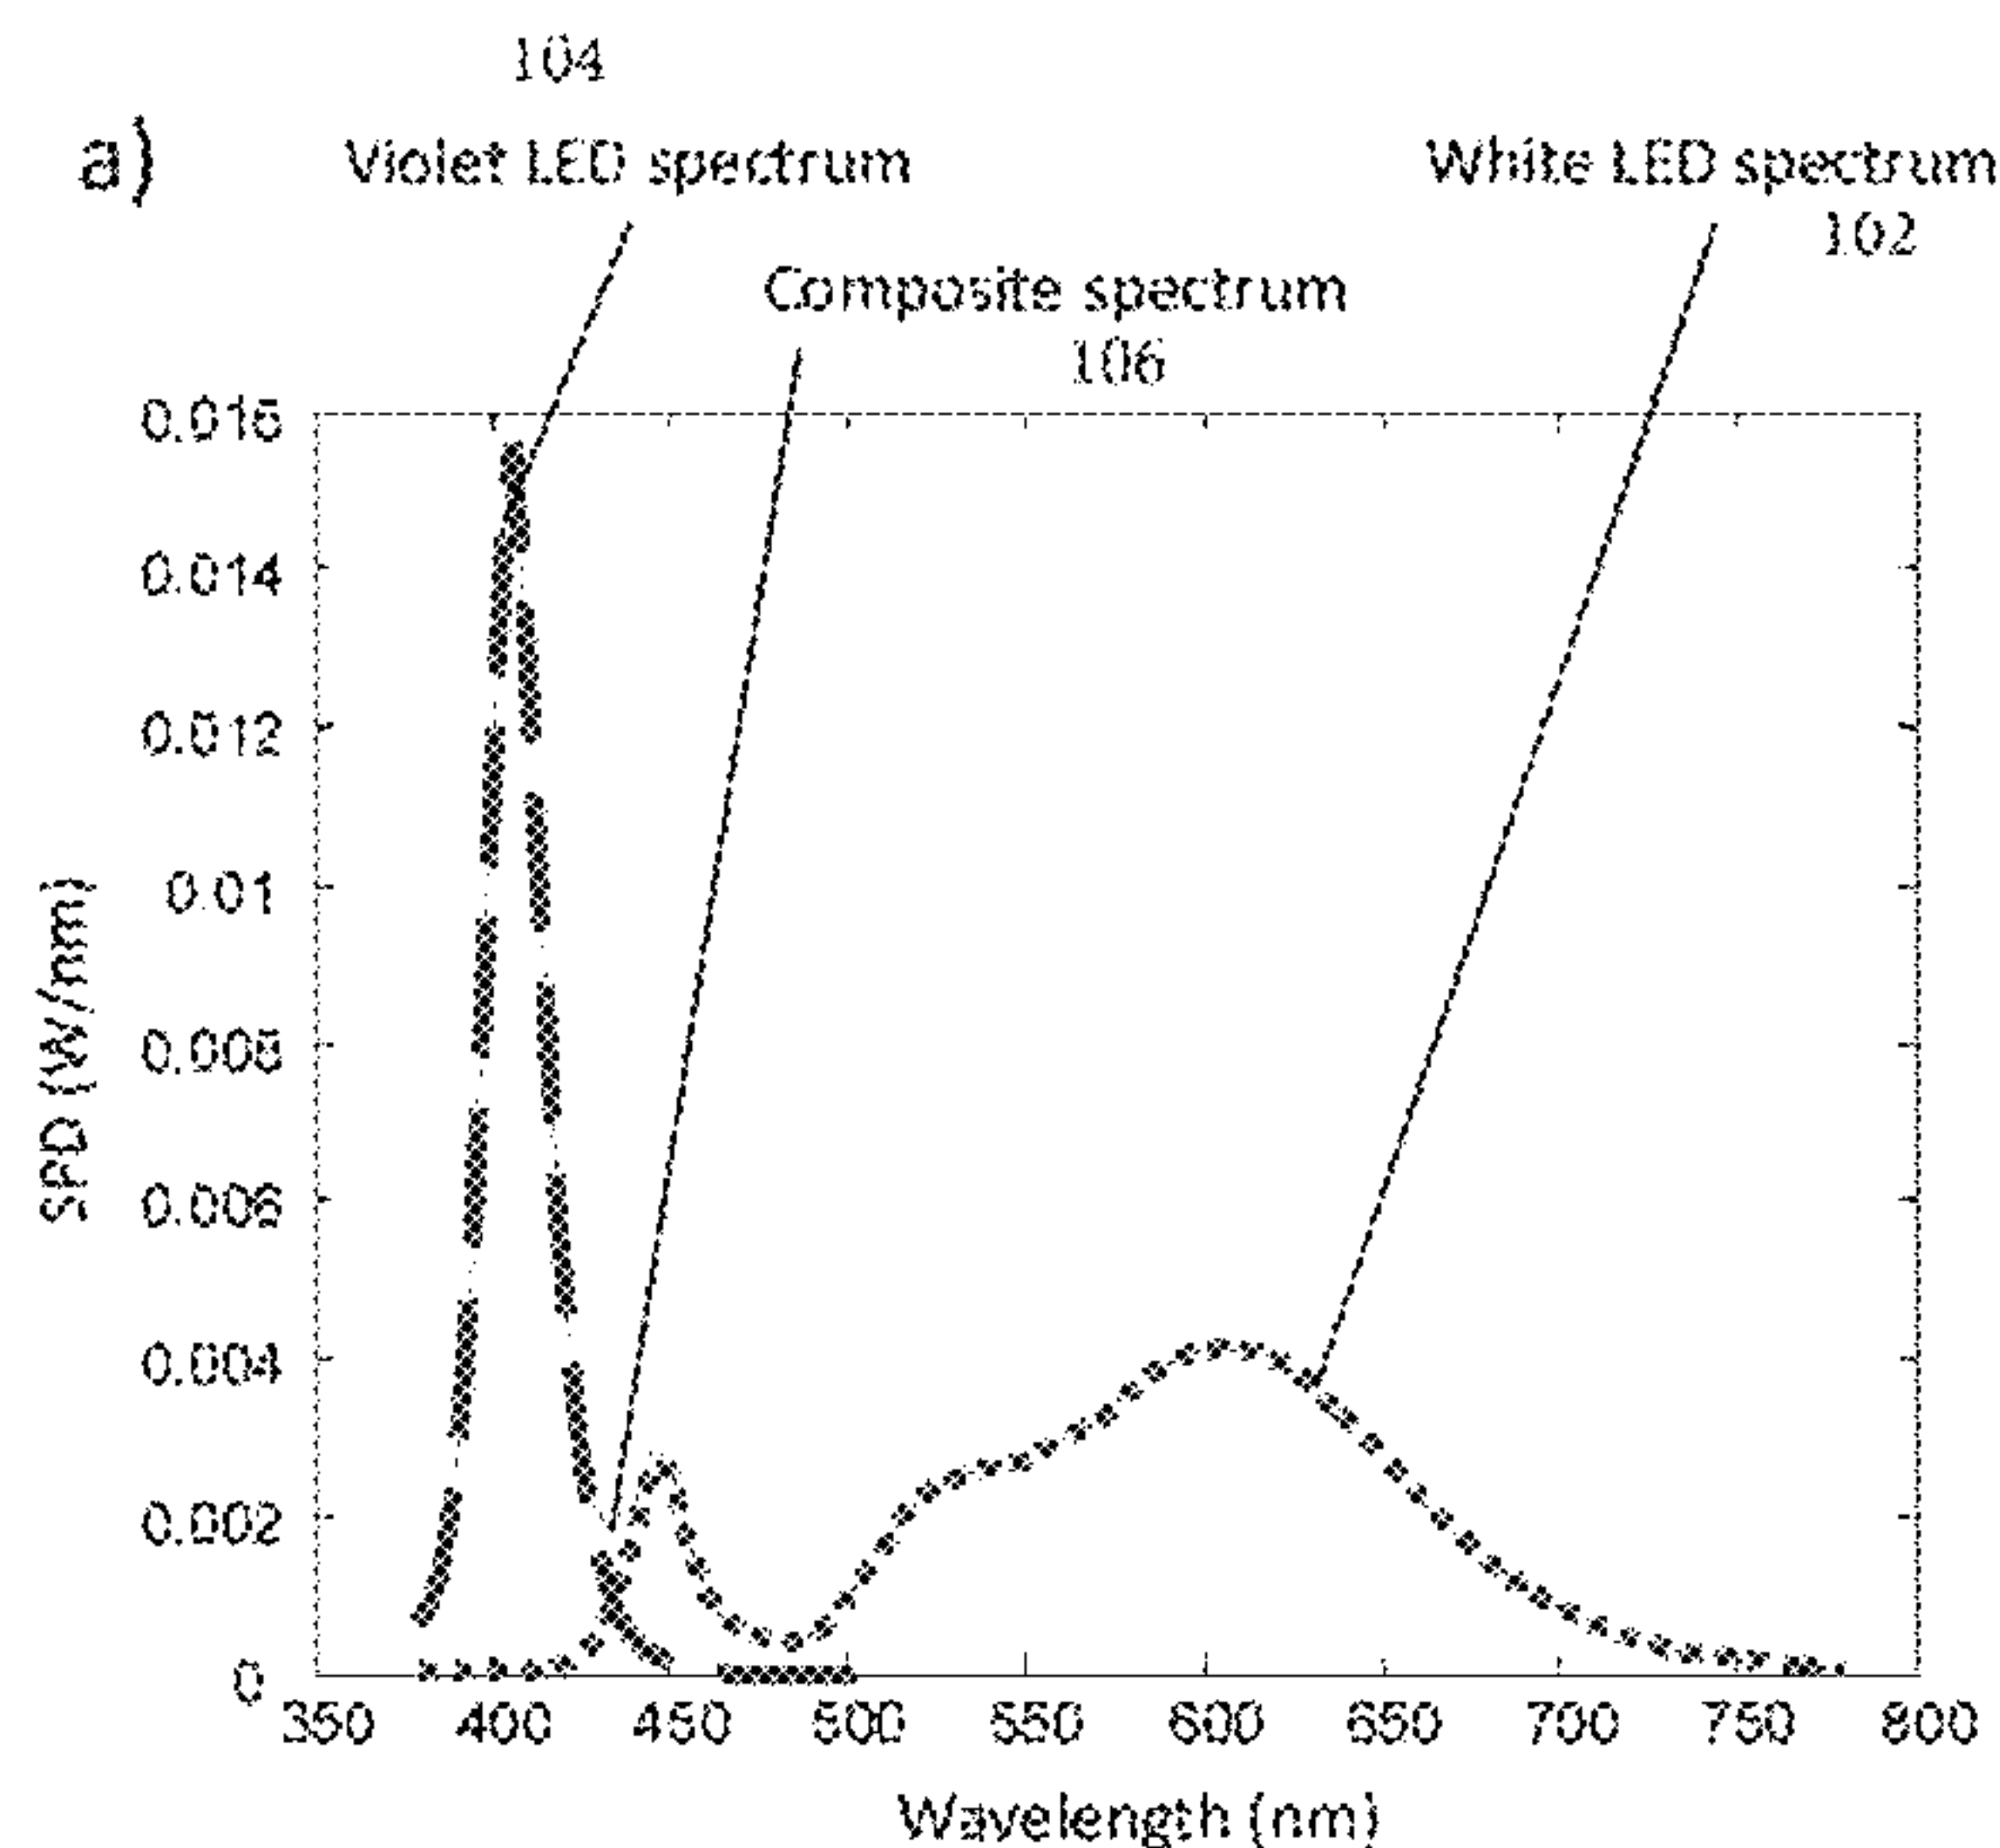 104
a) Violet LED spectrum White LED spectrum
102
Composite spectrum
106
0.016
0.014
0.012
0.01
0.008
0.006
0.004
0.002
0
SPD (W/nm)
350 400 450 500 550 600 650 700 750 800
Wavelength (nm)